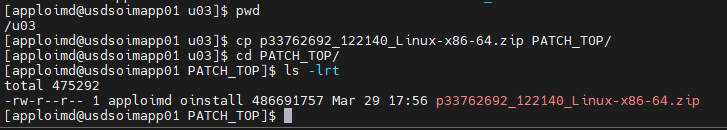 [apploimd@usdsoimapp01 u03]$ pwd
/u03
[apploimd@usdsoimapp01 u03]$ cp p33762692_122140_Linux-x86-64.zip PATCH_TOP/
[apploimd@usdsoimapp01 u03]$ cd PATCH_TOP/
[apploimd@usdsoimapp01 PATCH_TOP]$ ls -lrt
total 475292
-rw-r--r-- 1 apploimd oinstall 486691757 Mar 29 17:56 p33762692_122140_Linux-x86-64.zip
[apploimd@usdsoimapp01 PATCH_TOP]$